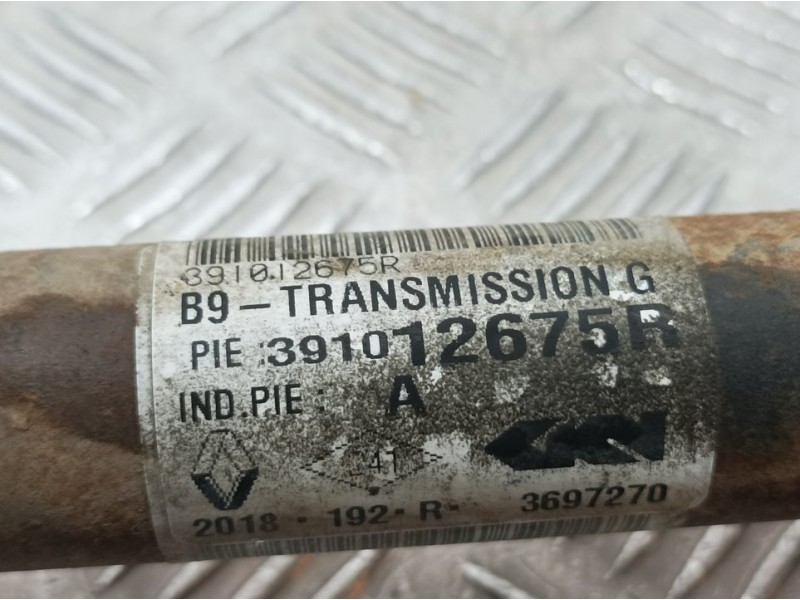 391012675R
B9-TRANSMISSION G
PIE :391012675R
IND.PIE : A
41
2018 - 192 - R - 3697270